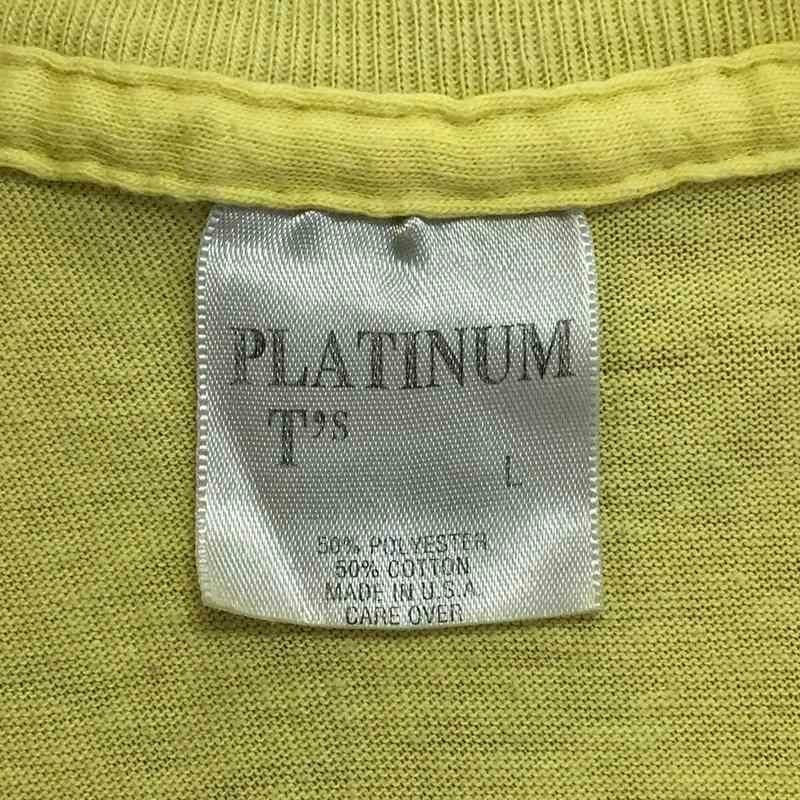 PLATINUM
T's
L
50% POLYESTER
50% COTTON
MADE IN U.S.A.
CARE OVER